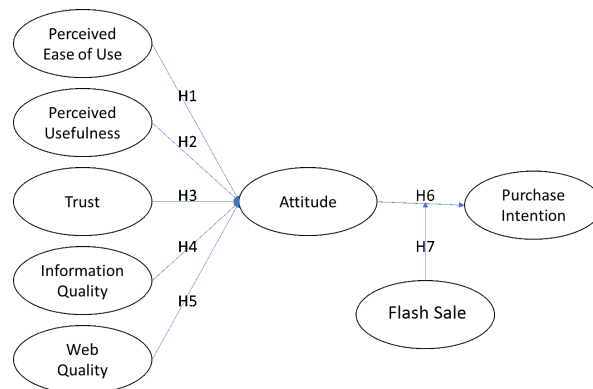 Perceived
Ease of Use
H1
Perceived
Usefulness
H2
Trust
H3
Attitude
H6
Purchase
Intention
Information
Quality
H4
H7
Web
Quality
H5
Flash Sale